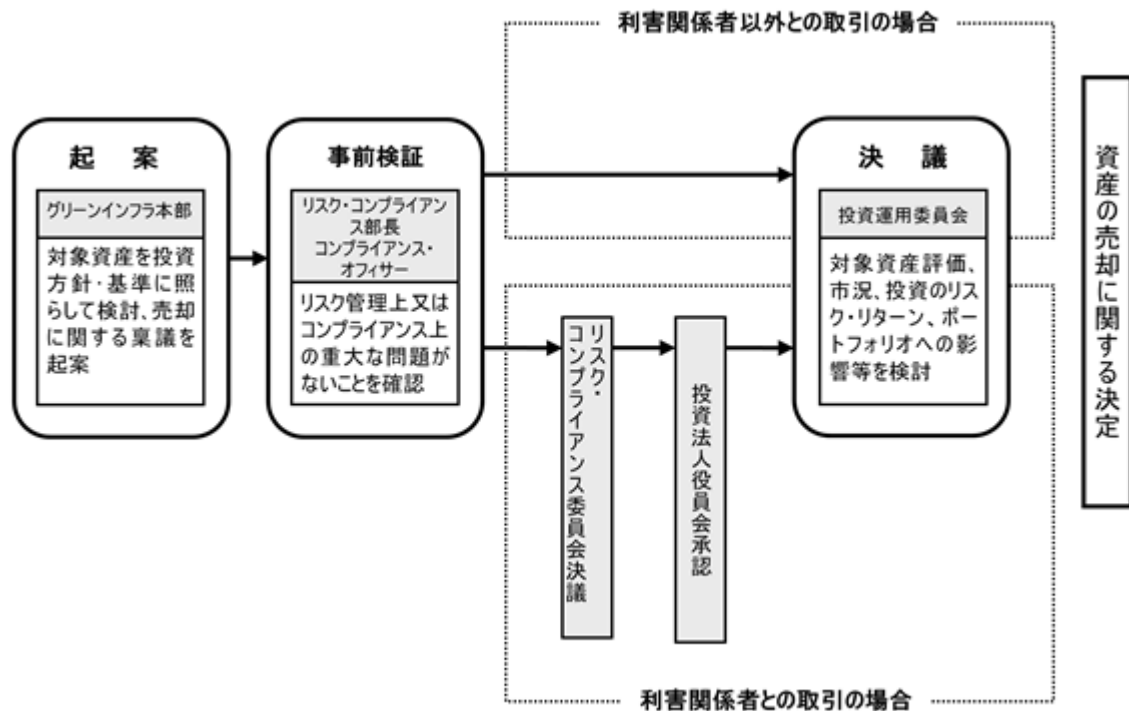 利害関係者以外との取引の場合
起 案
グリーンインフラ本部
対象資産を投資
方針・基準に照
らして検討、売却
に関する稟議を
起案
事前検証
リスク・コンプライアン
ス部長
コンプライアンス・
オフィサー
リスク管理上又は
コンプライアンス上
の重大な問題が
ないことを確認
リスク・
コンプライアンス委員会決議
投資法人役員会承認
決 議
投資運用委員会
対象資産評価、
市況、投資のリス
ク・リターン、ポー
トフォリオへの影
響等を検討
資産の売却に関する決定
利害関係者との取引の場合